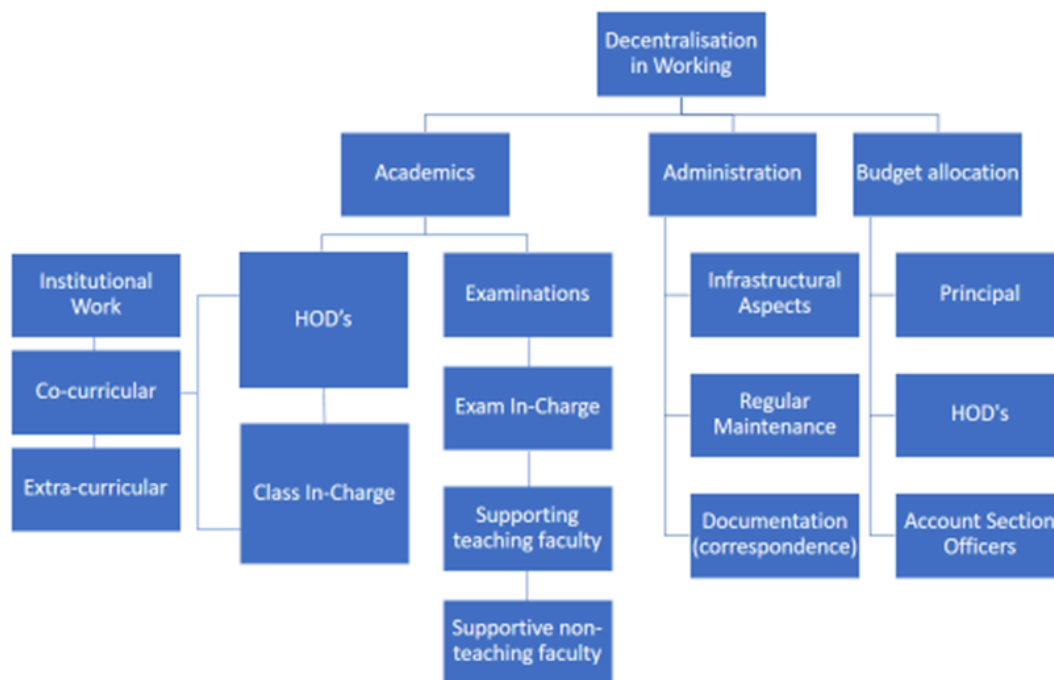 Decentralisation
in Working
Academics
Administration
Budget allocation
Institutional
Work
HOD's
Examinations
Infrastructural
Aspects
Principal
Co-curricular
Exam In-Charge
Regular
Maintenance
HOD's
Extra-curricular
Class In-Charge
Supporting
teaching faculty
Documentation
(correspondence)
Account Section
Officers
Supportive non-
teaching faculty